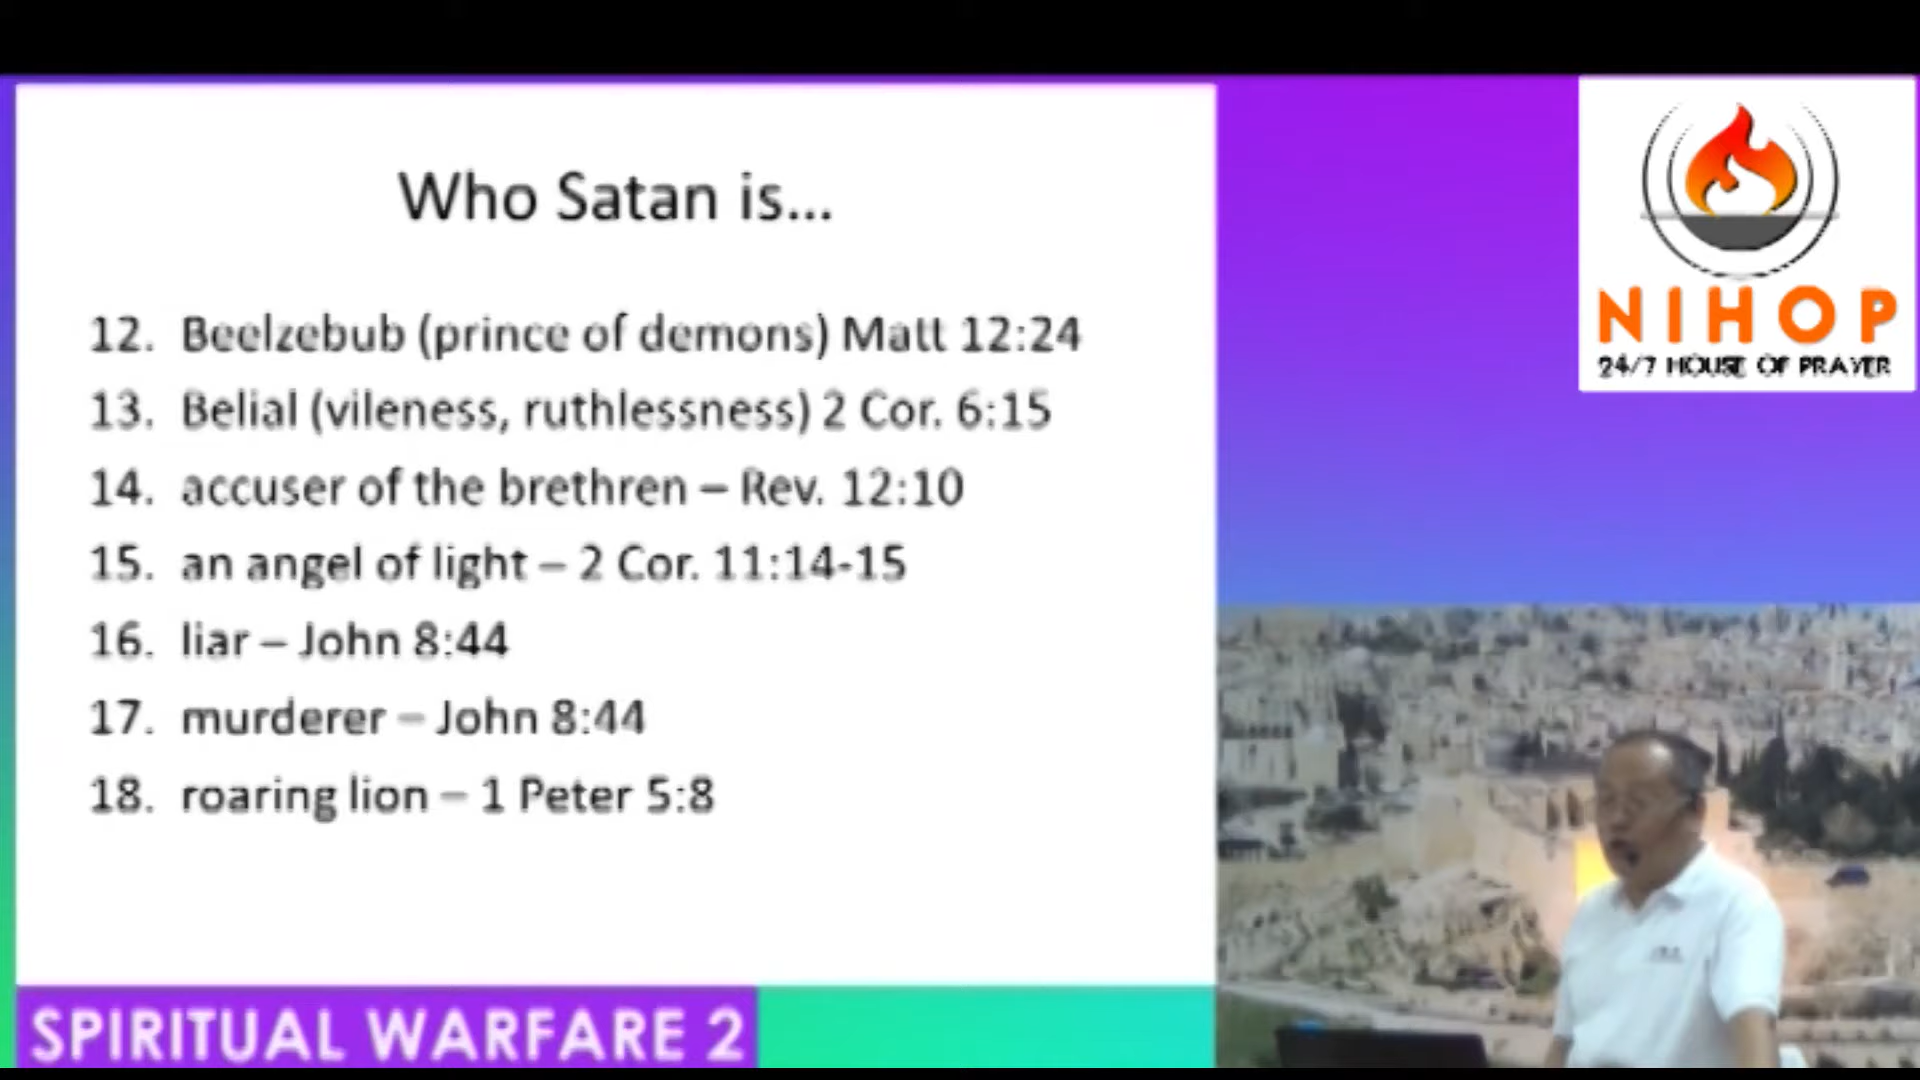 Who Satan is...
12. Beelzebub (prince of demons) Matt 12:24
13. Belial (vileness, ruthlessness) 2 Cor. 6:15
14. accuser of the brethren – Rev. 12:10
15. an angel of light – 2 Cor. 11:14-15
16. liar – John 8:44
17. murderer – John 8:44
18. roaring lion – 1 Peter 5:8
SPIRITUAL WARFARE 2
NIHOP
24/7 HOUSE OF PRAYER